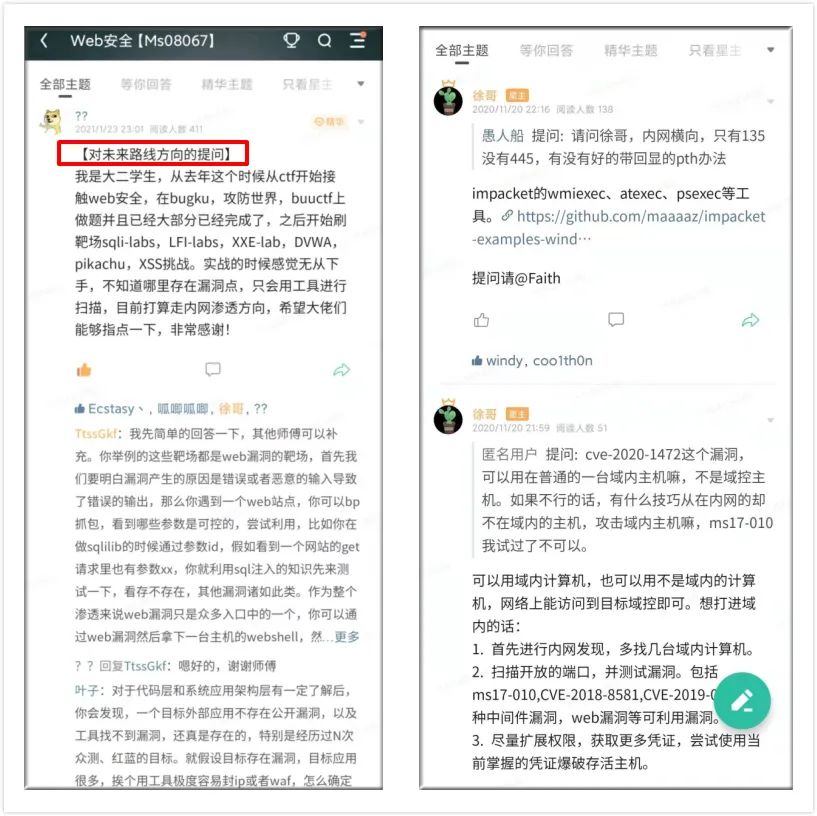 Web安全【Ms08067】
全部主题 等你回答 精华主题 只看星主
??
2021/1/23 23:01 阅读人数 411
精华
【对未来路线方向的提问】
我是大二学生，从去年这个时候从ctf开始接
触web安全，在bugku，攻防世界，buuctf上
做题并且已经大部分已经完成了，之后开始刷
靶场sqli-labs，LFI-labs，XXE-lab，DVWA，
pikachu，XSS挑战。实战的时候感觉无从下
手，不知道哪里存在漏洞点，只会用工具进行
扫描，目前打算走内网渗透方向，希望大佬们
能够指点一下，非常感谢！
Ecstasy丶, 呱唧呱唧, 徐哥, ??
TtssGkf：我先简单的回答一下，其他师傅可以补
充。你举例的这些靶场都是web漏洞的靶场，首先我
们要明白漏洞产生的原因是错误或者恶意的输入导致
了错误的输出，那么你遇到一个web站点，你可以bp
抓包，看到哪些参数是可控的，尝试利用，比如你在
做sqlilib的时候通过参数id，假如看到一个网站的get
请求里也有参数xx，你就利用sql注入的知识先来测
试一下，看存不存在，其他漏洞诸如此类。作为整个
渗透来说web漏洞只是众多入口中的一个，你可以通
过web漏洞然后拿下一台主机的webshell，然...更多
？？回复TtssGkf：嗯好的，谢谢师傅
叶子：对于代码层和系统应用架构层有一定了解后，
你会发现，一个目标外部应用不存在公开漏洞，以及
工具找不到漏洞，还真是存在的，特别是经历过N次
众测、红蓝的目标。就假设目标存在漏洞，目标应用
很多，挨个用工具极度容易封ip或者waf，怎么确定
全部主题 等你回答 精华主题 只看星主
徐哥 星主
2020/11/20 22:16 阅读人数 138
愚人船 提问: 请问徐哥，内网横向，只有135
没有445，有没有好的带回显的pth办法
impacket的wmiexec、atexec、psexec等工
具。https://github.com/maaaaz/impacket
-examples-wind…
提问请@Faith
windy, coo1th0n
徐哥 星主
2020/11/20 21:59 阅读人数 51
匿名用户 提问: cve-2020-1472这个漏洞，
可以用在普通的一台域内主机嘛，不是域控主
机。如果不行的话，有什么技巧从在内网的却
不在域内的主机，攻击域内主机嘛，ms17-010
我试过了不可以。
可以用域内计算机，也可以用不是域内的计算
机，网络上能访问到目标域控即可。想打进域
内的话：
1. 首先进行内网发现，多找几台域内计算机。
2. 扫描开放的端口，并测试漏洞。包括
ms17-010,CVE-2018-8581,CVE-2019-
种中间件漏洞，web漏洞等可利用漏洞。
3. 尽量扩展权限，获取更多凭证，尝试使用当
前掌握的凭证爆破存活主机。